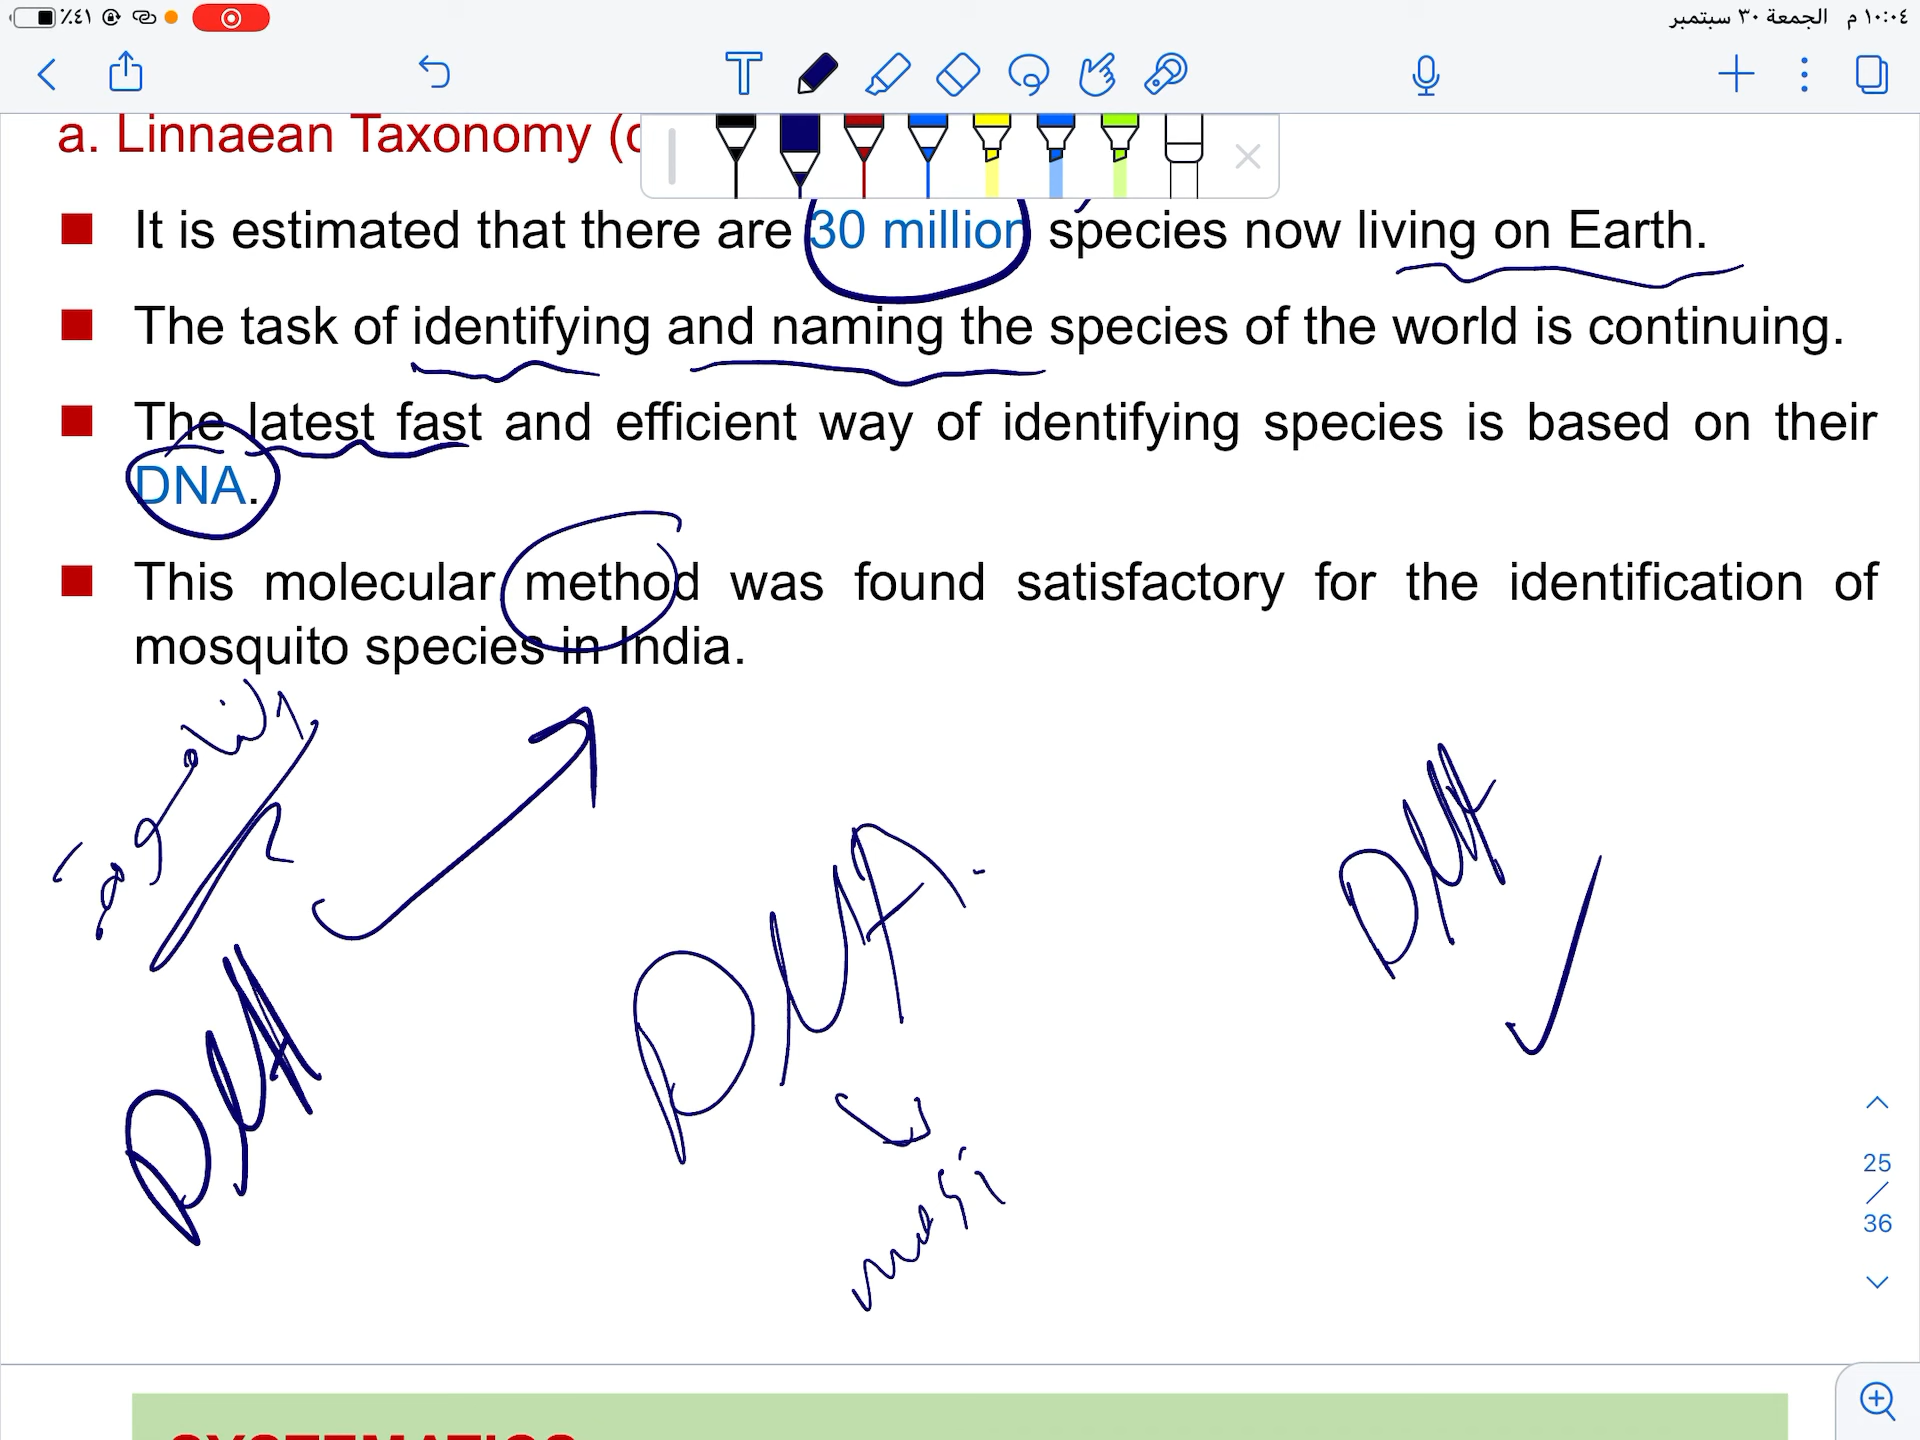 ٪٤١
١٠:٠٤ م الجمعة ٣٠ سبتمبر
a. Linnaean Taxonomy (
It is estimated that there are 30 million species now living on Earth.
The task of identifying and naming the species of the world is continuing.
The latest fast and efficient way of identifying species is based on their
DNA.
This molecular method was found satisfactory for the identification of
mosquito species in India.
DNA
DNA
DNA
25
/
36
SYSTEMATICS